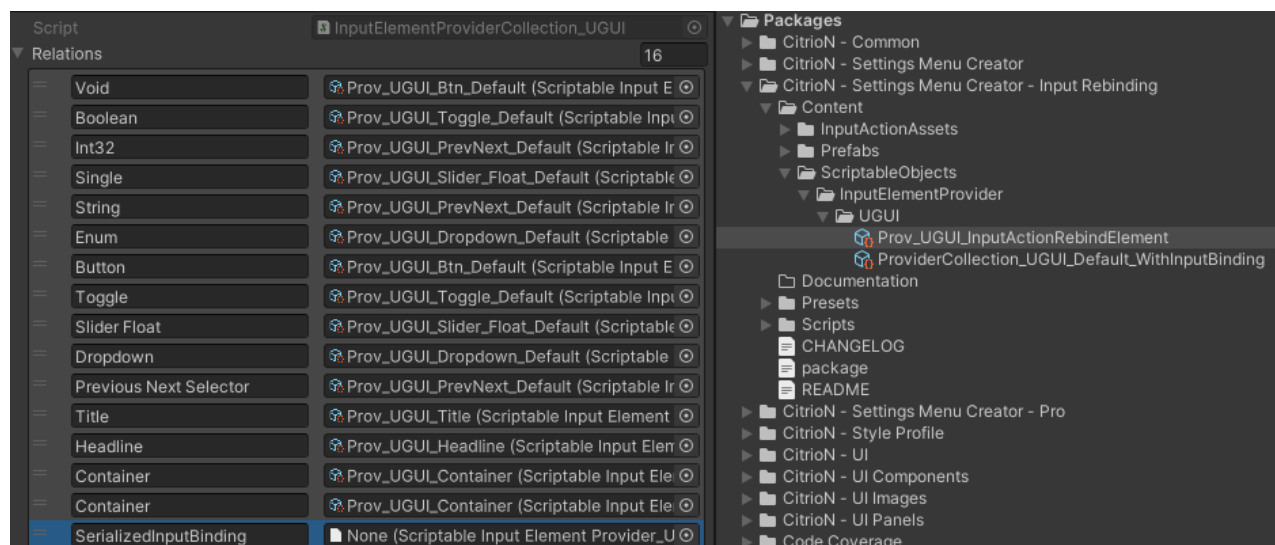 Script
InputElementProviderCollection_UGUI
Relations
16
Void
Prov_UGUI_Btn_Default (Scriptable Input E
Boolean
Prov_UGUI_Toggle_Default (Scriptable Inpu
Int32
Prov_UGUI_PrevNext_Default (Scriptable Ir
Single
Prov_UGUI_Slider_Float_Default (Scriptable
String
Prov_UGUI_PrevNext_Default (Scriptable Ir
Enum
Prov_UGUI_Dropdown_Default (Scriptable
Button
Prov_UGUI_Btn_Default (Scriptable Input E
Toggle
Prov_UGUI_Toggle_Default (Scriptable Inpu
Slider Float
Prov_UGUI_Slider_Float_Default (Scriptable
Dropdown
Prov_UGUI_Dropdown_Default (Scriptable
Previous Next Selector
Prov_UGUI_PrevNext_Default (Scriptable Ir
Title
Prov_UGUI_Title (Scriptable Input Element
Headline
Prov_UGUI_Headline (Scriptable Input Elem
Container
Prov_UGUI_Container (Scriptable Input Ele
Container
Prov_UGUI_Container (Scriptable Input Ele
SerializedInputBinding
None (Scriptable Input Element Provider_U
Packages
CitrioN - Common
CitrioN - Settings Menu Creator
CitrioN - Settings Menu Creator - Input Rebinding
Content
InputActionAssets
Prefabs
ScriptableObjects
InputElementProvider
UGUI
Prov_UGUI_InputActionRebindElement
ProviderCollection_UGUI_Default_WithInputBinding
Documentation
Presets
Scripts
CHANGELOG
package
README
CitrioN - Settings Menu Creator - Pro
CitrioN - Style Profile
CitrioN - UI
CitrioN - UI Components
CitrioN - UI Images
CitrioN - UI Panels
Code Coverage